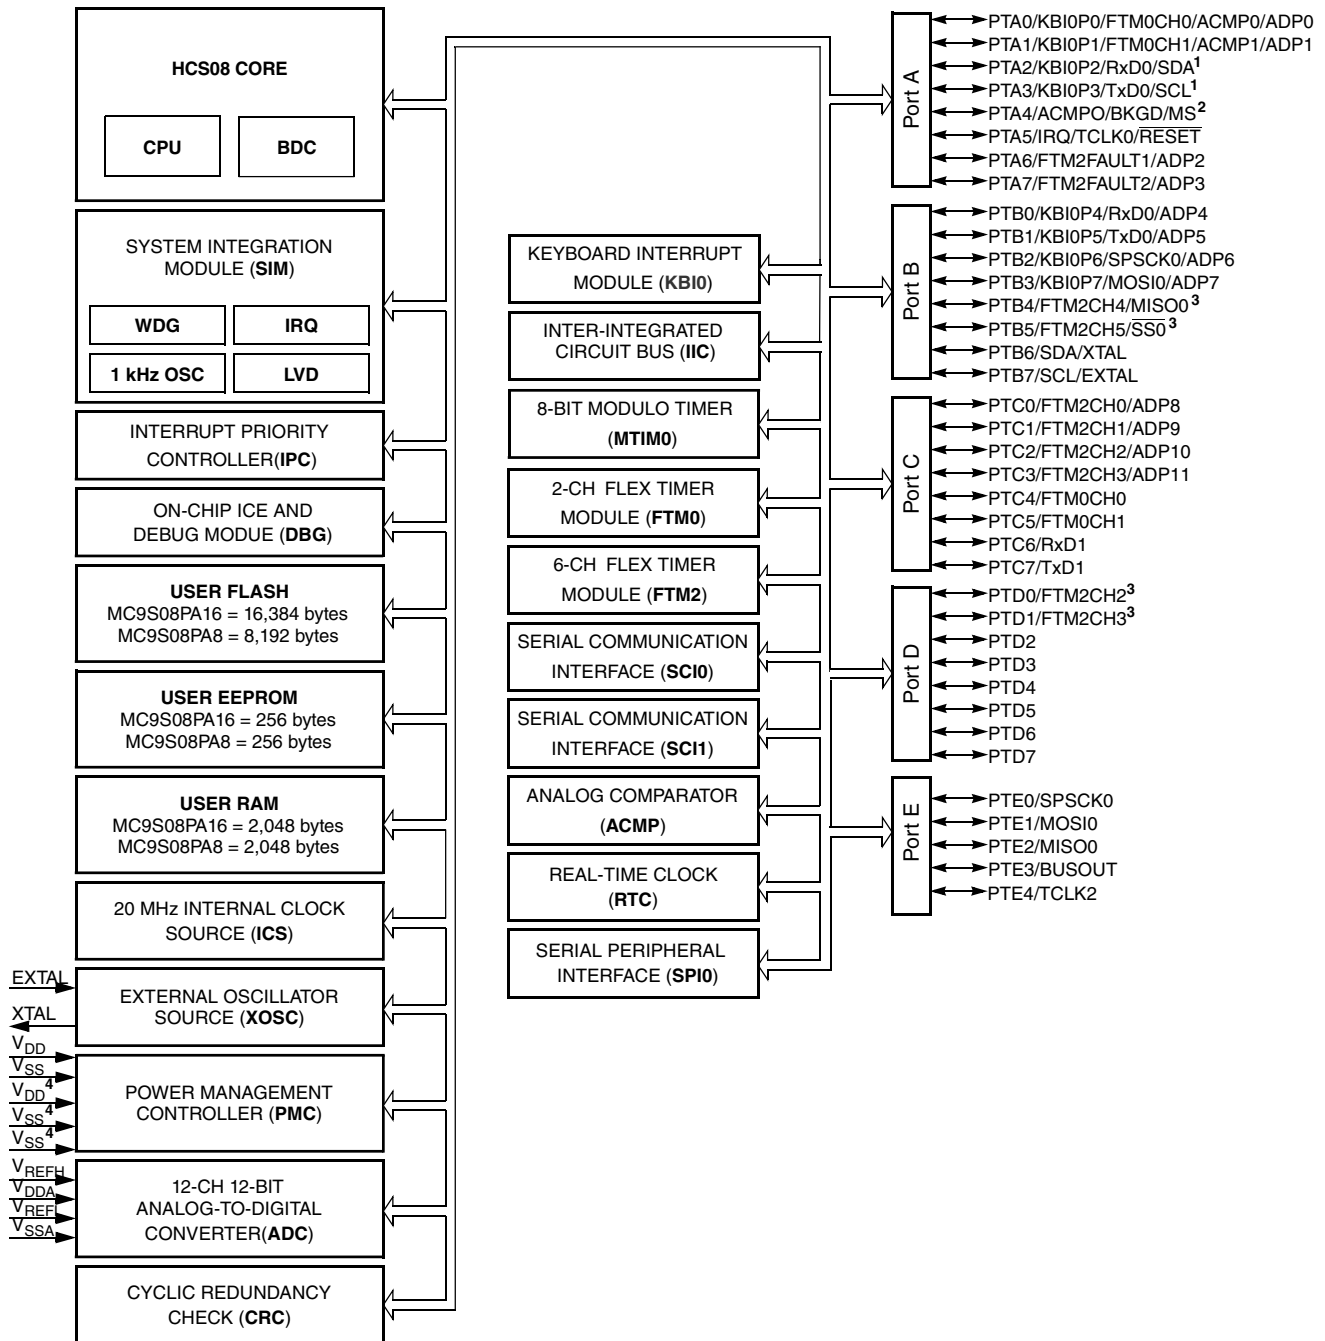 HCS08 CORE
CPU
BDC
SYSTEM INTEGRATION
MODULE (SIM)
WDG
IRQ
1 kHz OSC
LVD
INTERRUPT PRIORITY
CONTROLLER(IPC)
ON-CHIP ICE AND
DEBUG MODUE (DBG)
USER FLASH
MC9S08PA16 = 16,384 bytes
MC9S08PA8 = 8,192 bytes
USER EEPROM
MC9S08PA16 = 256 bytes
MC9S08PA8 = 256 bytes
USER RAM
MC9S08PA16 = 2,048 bytes
MC9S08PA8 = 2,048 bytes
20 MHz INTERNAL CLOCK
SOURCE (ICS)
EXTAL
XTAL
EXTERNAL OSCILLATOR
SOURCE (XOSC)
VDD
VSS
VDD4
VSS4
VSS4
POWER MANAGEMENT
CONTROLLER (PMC)
VREFH
VDDA
VREFL
VSSA
12-CH 12-BIT
ANALOG-TO-DIGITAL
CONVERTER(ADC)
CYCLIC REDUNDANCY
CHECK (CRC)
KEYBOARD INTERRUPT
MODULE (KBI0)
INTER-INTEGRATED
CIRCUIT BUS (IIC)
8-BIT MODULO TIMER
(MTIM0)
2-CH FLEX TIMER
MODULE (FTM0)
6-CH FLEX TIMER
MODULE (FTM2)
SERIAL COMMUNICATION
INTERFACE (SCI0)
SERIAL COMMUNICATION
INTERFACE (SCI1)
ANALOG COMPARATOR
(ACMP)
REAL-TIME CLOCK
(RTC)
SERIAL PERIPHERAL
INTERFACE (SPI0)
Port A
PTA0/KBI0P0/FTM0CH0/ACMP0/ADP0
PTA1/KBI0P1/FTM0CH1/ACMP1/ADP1
PTA2/KBI0P2/RxD0/SDA1
PTA3/KBI0P3/TxD0/SCL1
PTA4/ACMPO/BKGD/MS2
PTA5/IRQ/TCLK0/RESET
PTA6/FTM2FAULT1/ADP2
PTA7/FTM2FAULT2/ADP3
Port B
PTB0/KBI0P4/RxD0/ADP4
PTB1/KBI0P5/TxD0/ADP5
PTB2/KBI0P6/SPSCK0/ADP6
PTB3/KBI0P7/MOSI0/ADP7
PTB4/FTM2CH4/MISO0 3
PTB5/FTM2CH5/SS0 3
PTB6/SDA/XTAL
PTB7/SCL/EXTAL
Port C
PTC0/FTM2CH0/ADP8
PTC1/FTM2CH1/ADP9
PTC2/FTM2CH2/ADP10
PTC3/FTM2CH3/ADP11
PTC4/FTM0CH0
PTC5/FTM0CH1
PTC6/RxD1
PTC7/TxD1
Port D
PTD0/FTM2CH23
PTD1/FTM2CH33
PTD2
PTD3
PTD4
PTD5
PTD6
PTD7
Port E
PTE0/SPSCK0
PTE1/MOSI0
PTE2/MISO0
PTE3/BUSOUT
PTE4/TCLK2